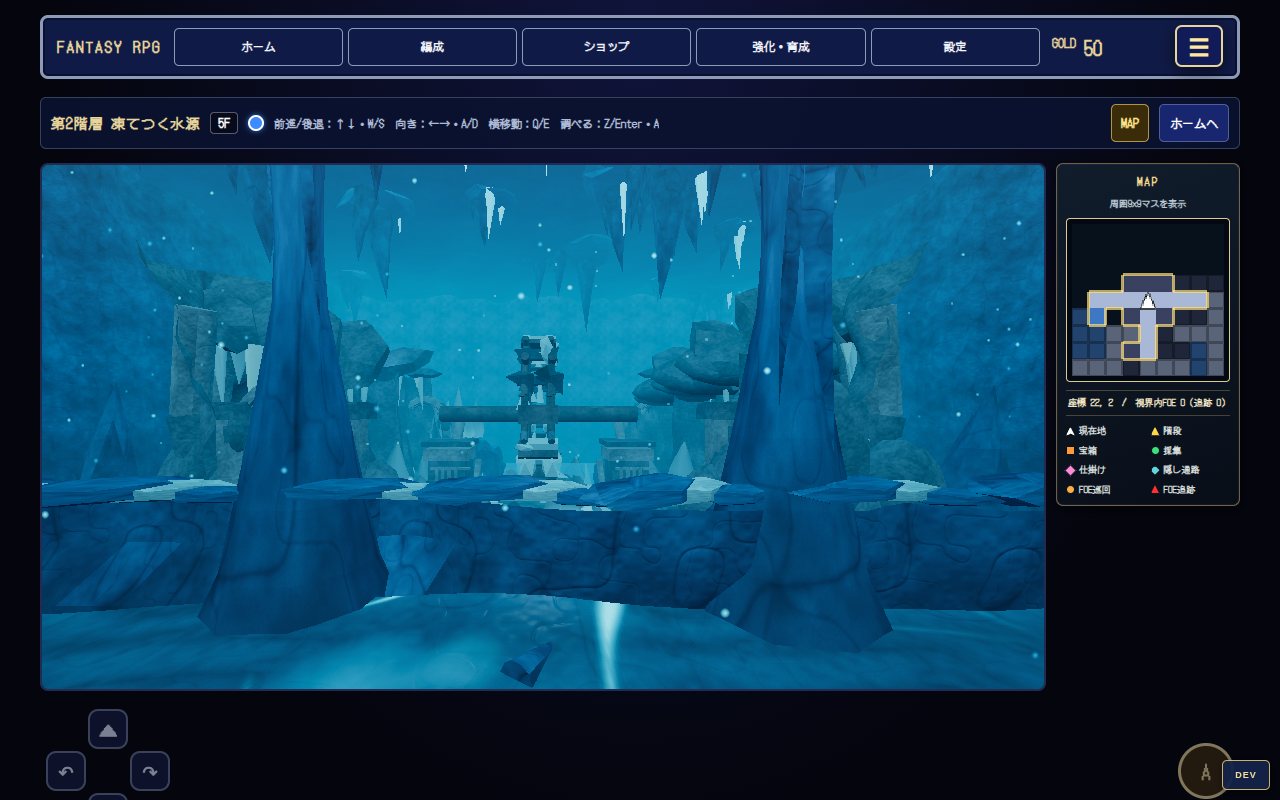 FANTASY RPG ホーム 編成 ショップ 強化・育成 設定 GOLD 50
第2階層 凍てつく水源 5F 前進/後退：↑↓・W/S 向き：←→・A/D 横移動：Q/E 調べる：Z/Enter・A MAP ホームへ
MAP
周囲9x9マスを表示
座標 22, 2 / 視界内FOE 0（追跡 0）
現在地 階段
宝箱 採集
仕掛け 隠し通路
FOE巡回 FOE追跡
A
DEV